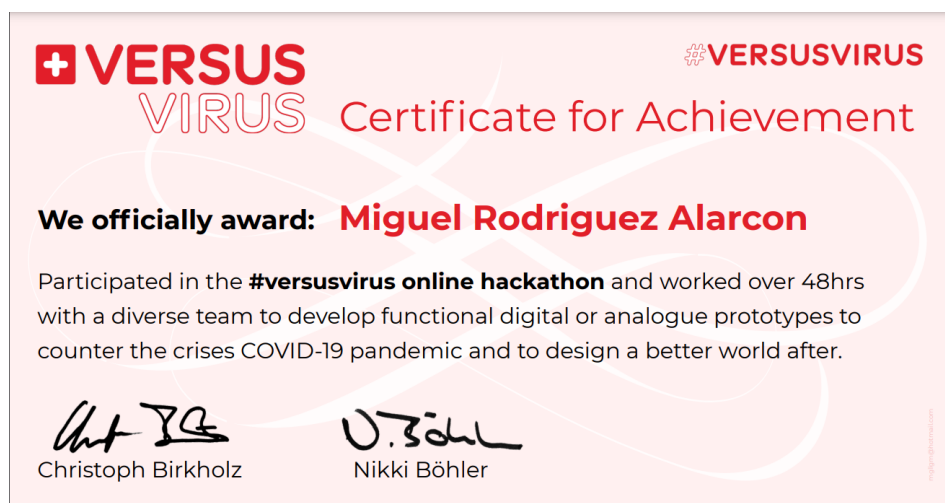 VERSUS
VIRUS
#VERSUSVIRUS
Certificate for Achievement
We officially award: Miguel Rodriguez Alarcon
Participated in the #versusvirus online hackathon and worked over 48hrs
with a diverse team to develop functional digital or analogue prototypes to
counter the crises COVID-19 pandemic and to design a better world after.
Christoph Birkholz
Nikki Böhler